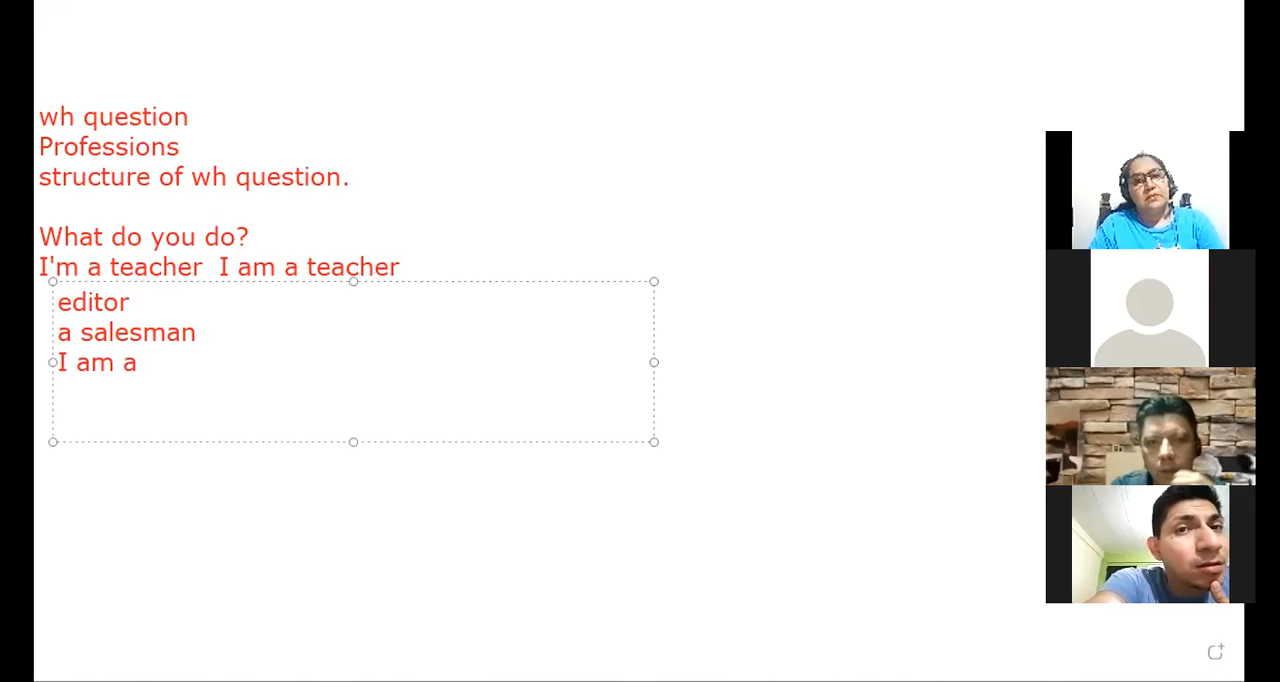 wh question
Professions
structure of wh question.
What do you do?
I'm a teacher  I am a teacher
editor
a salesman
I am a